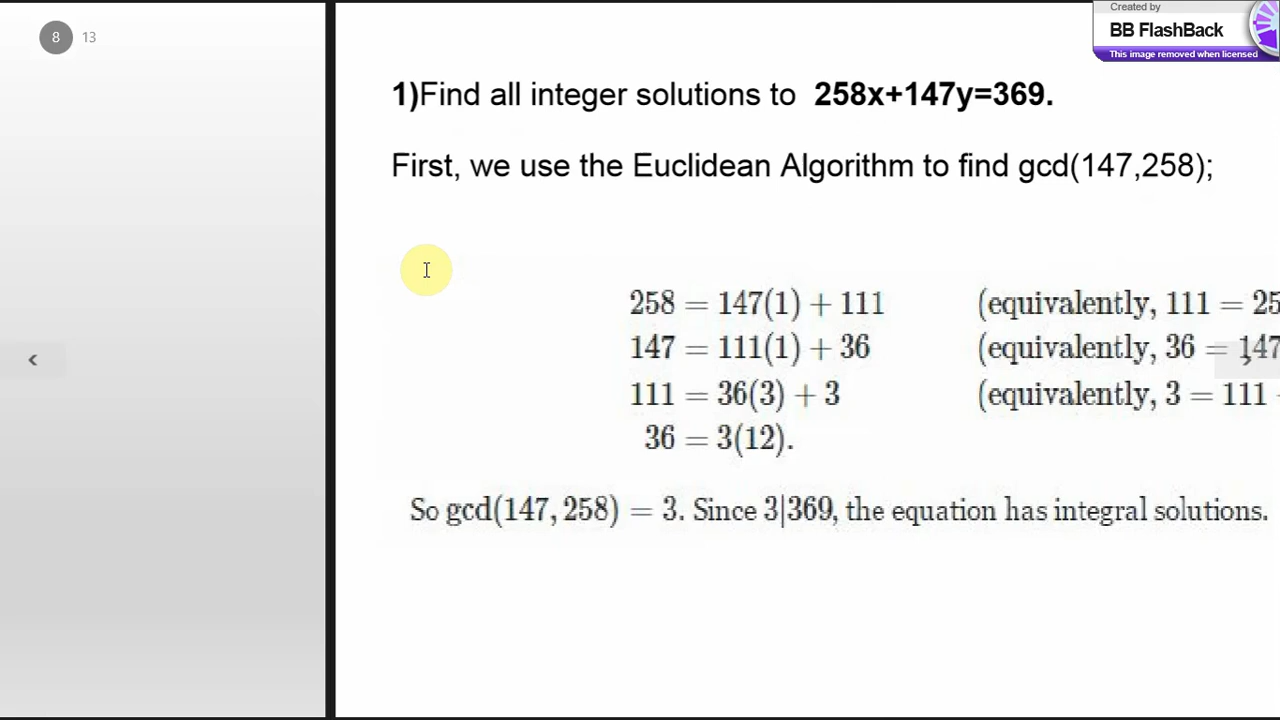 8 13
Created by
BB FlashBack
This image removed when licensed
1)Find all integer solutions to 258x+147y=369.
First, we use the Euclidean Algorithm to find gcd(147,258);
258 = 147(1) + 111 (equivalently, 111 = 25
147 = 111(1) + 36 (equivalently, 36 = 147
111 = 36(3) + 3 (equivalently, 3 = 111
36 = 3(12).
So gcd(147, 258) = 3. Since 3|369, the equation has integral solutions.